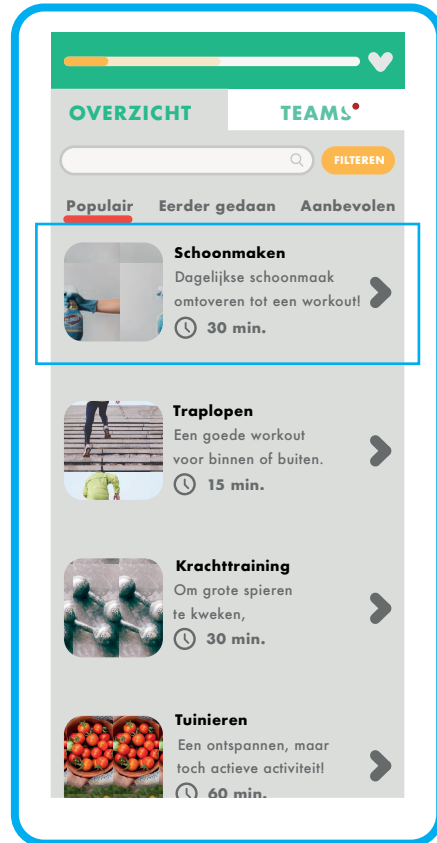 OVERZICHT
TEAMS
FILTEREN
Populair Eerder gedaan Aanbevolen
Schoonmaken
Dagelijkse schoonmaak
omtoveren tot een workout!
30 min.
Traplopen
Een goede workout
voor binnen of buiten.
15 min.
Krachttraining
Om grote spieren
te kweken,
30 min.
Tuinieren
Een ontspannen, maar
toch actieve activiteit!
60 min.